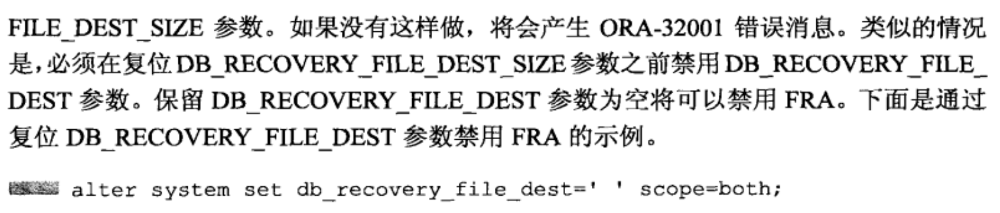 FILE_DEST_SIZE 参数。如果没有这样做，将会产生 ORA-32001 错误消息。类似的情况
是，必须在复位 DB_RECOVERY_FILE_DEST_SIZE 参数之前禁用 DB_RECOVERY_FILE_
DEST 参数。保留 DB_RECOVERY_FILE_DEST 参数为空将可以禁用 FRA。下面是通过
复位 DB_RECOVERY_FILE_DEST 参数禁用 FRA 的示例。
alter system set db_recovery_file_dest=' ' scope=both;